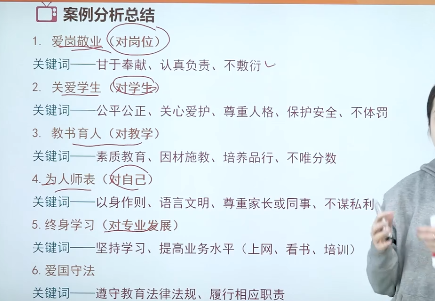 案例分析总结
1. 爱岗敬业（对岗位）
关键词——甘于奉献、认真负责、不敷衍
2. 关爱学生（对学生）
关键词——公平公正、关心爱护、尊重人格、保护安全、不体罚
3. 教书育人（对教学）
关键词——素质教育、因材施教、培养品行、不唯分数
4.为人师表（对自己）
关键词——以身作则、语言文明、尊重家长或同事、不谋私利
5.终身学习（对专业发展）
关键词——坚持学习、提高业务水平（上网、看书、培训）
6.爱国守法
关键词——遵守教育法律法规、履行相应职责